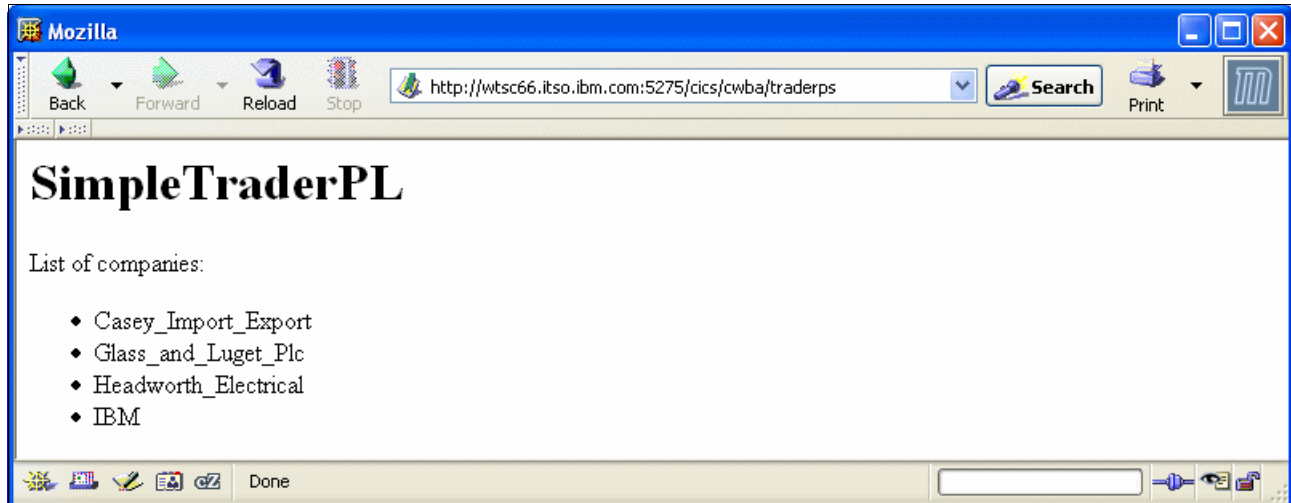 Mozilla
Back Forward Reload Stop http://wtsc66.itso.ibm.com:5275/cics/cwba/traderps Search Print
SimpleTraderPL
List of companies:
• Casey_Import_Export
• Glass_and_Luget_Plc
• Headworth_Electrical
• IBM
Done